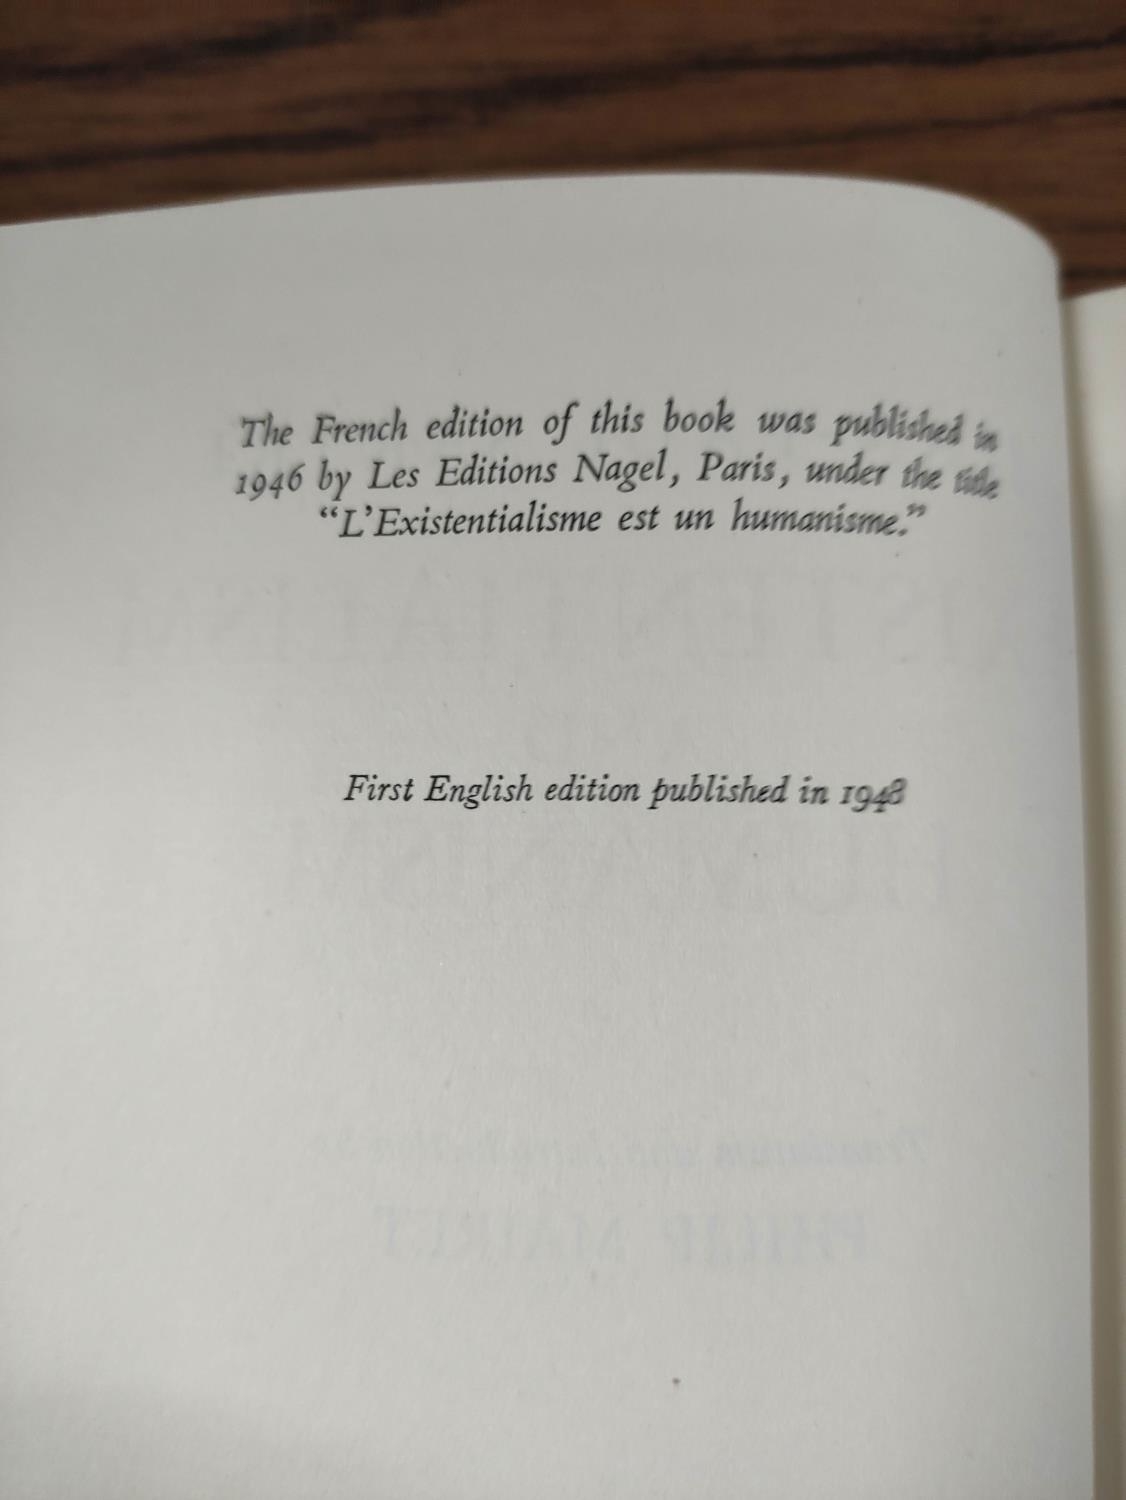 The French edition of this book was published in
1946 by Les Editions Nagel, Paris, under the title
“L’Existentialisme est un humanisme.”
First English edition published in 1948